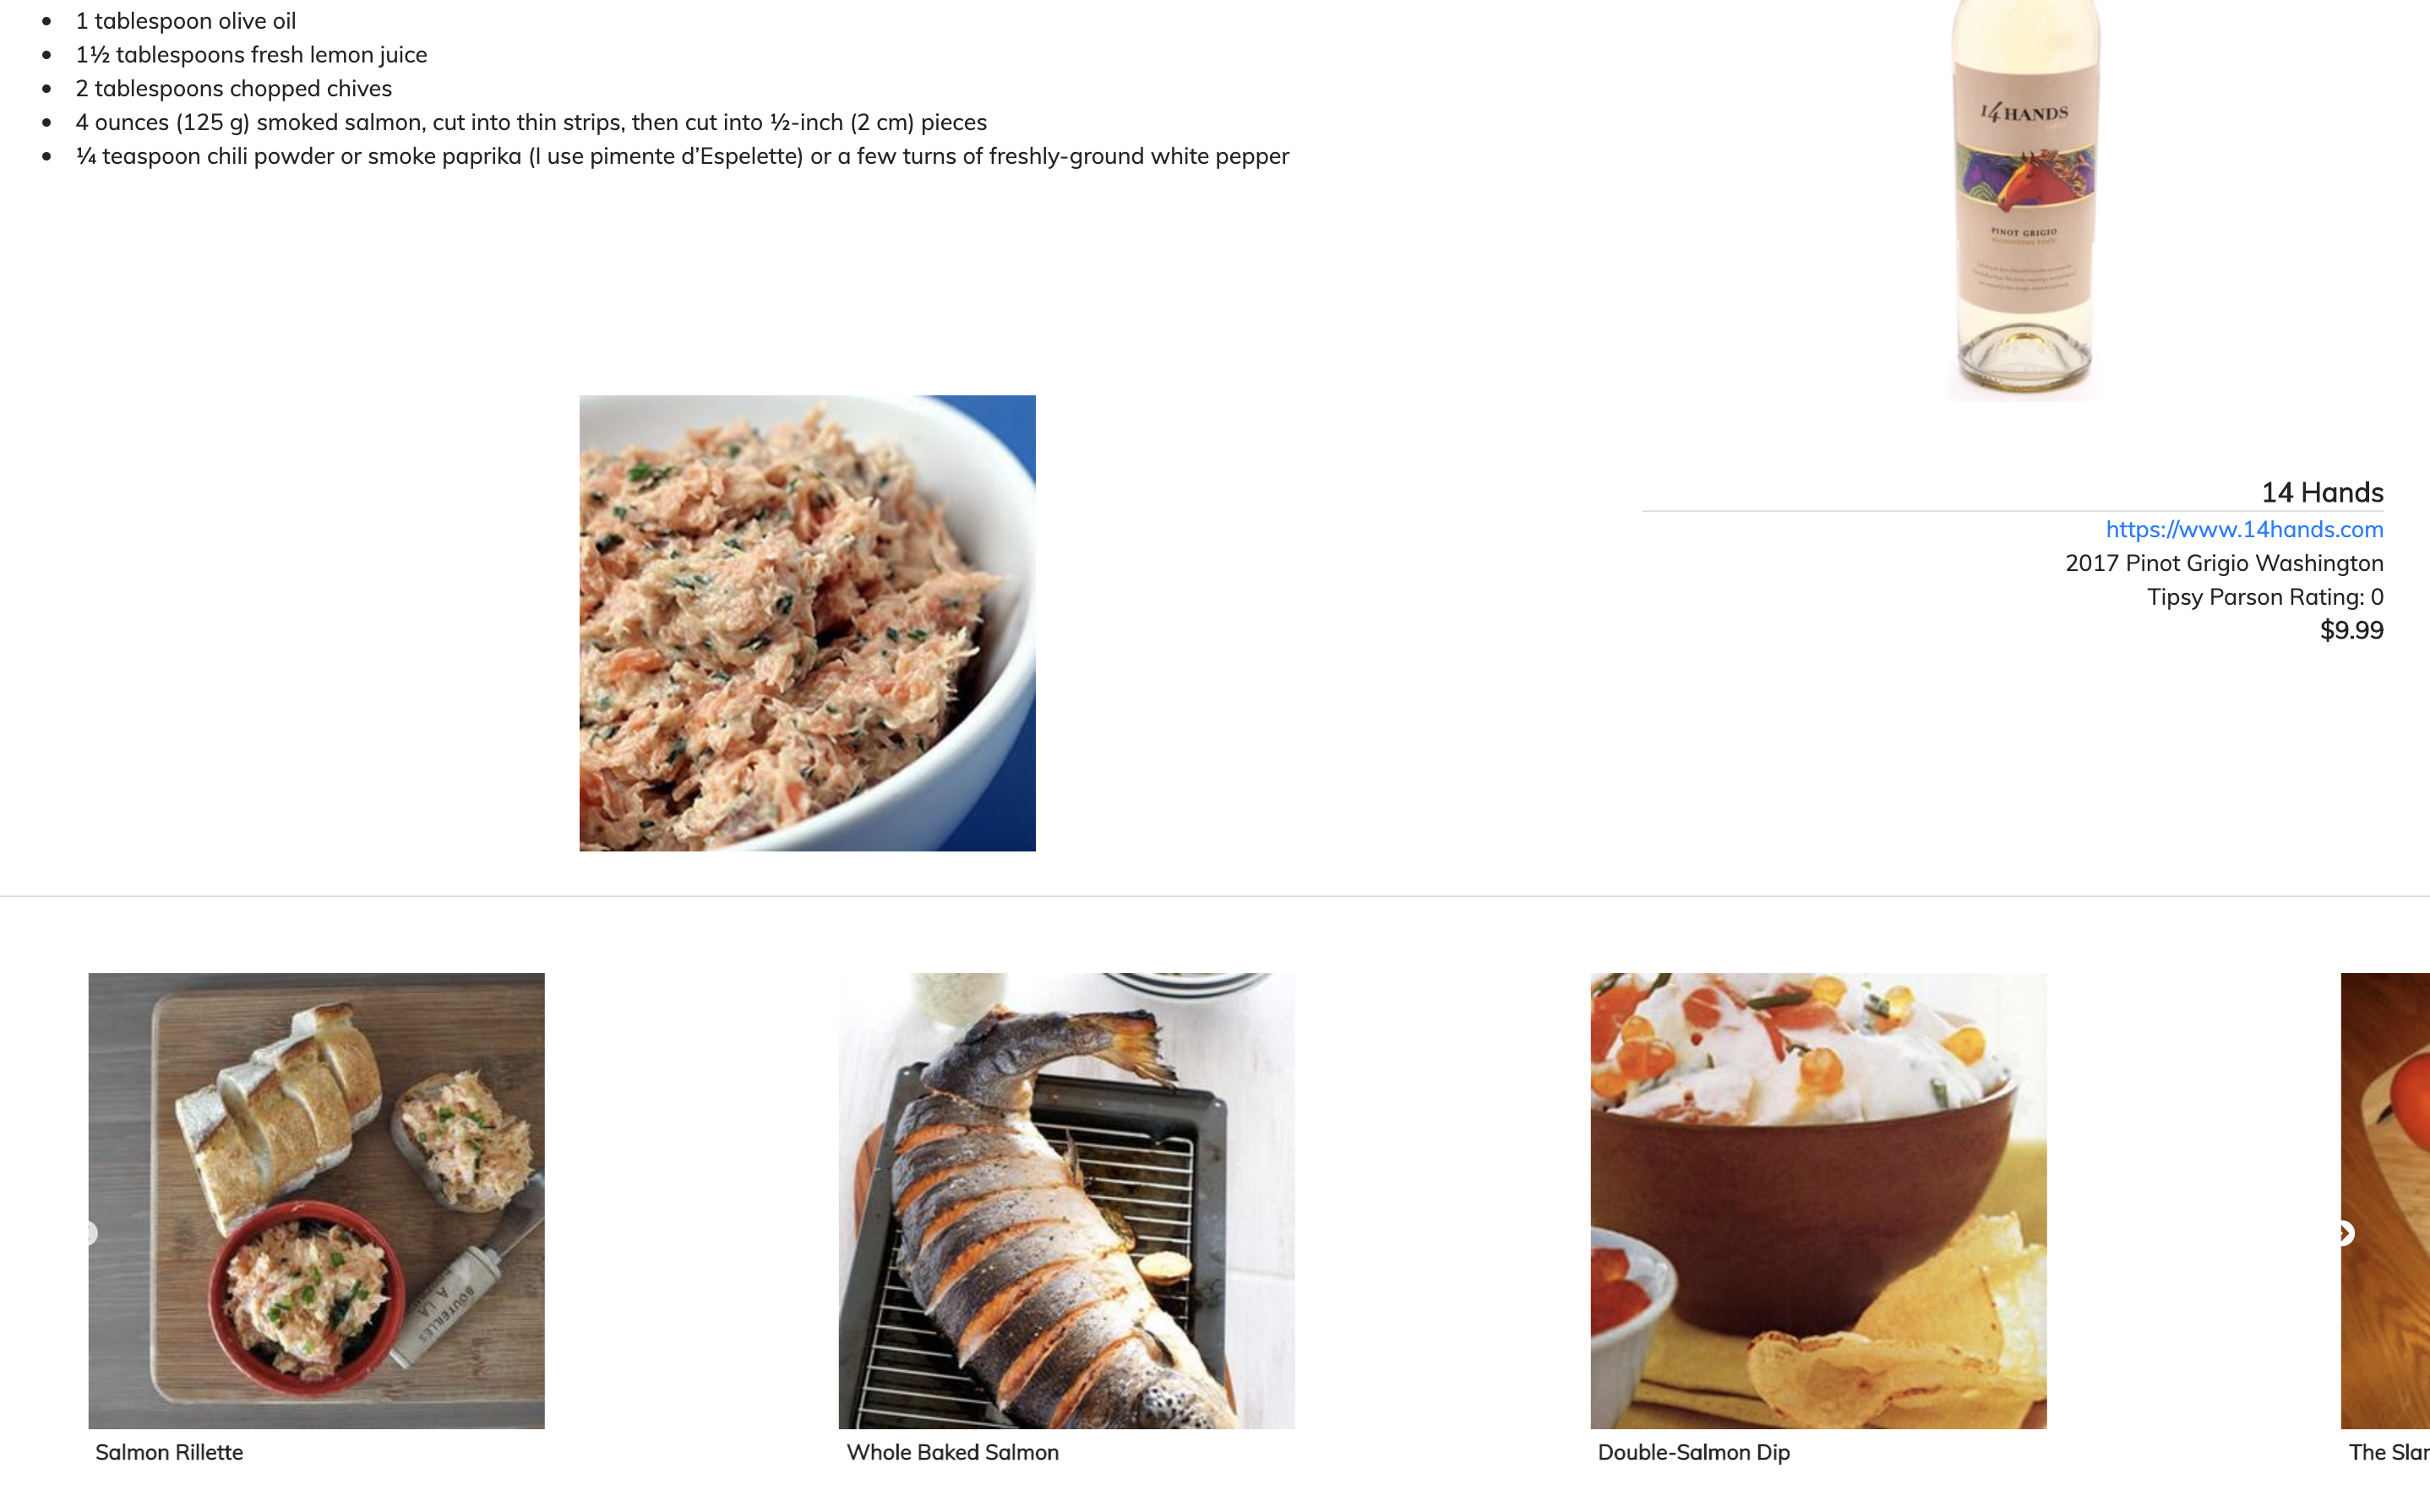 1 tablespoon olive oil
1½ tablespoons fresh lemon juice
2 tablespoons chopped chives
4 ounces (125 g) smoked salmon, cut into thin strips, then cut into ½-inch (2 cm) pieces
¼ teaspoon chili powder or smoke paprika (I use pimente d’Espelette) or a few turns of freshly-ground white pepper
14 HANDS
PINOT GRIGIO
14 Hands
https://www.14hands.com
2017 Pinot Grigio Washington
Tipsy Parson Rating: 0
$9.99
BOUTEILLES
A LA
Salmon Rillette
Whole Baked Salmon
Double-Salmon Dip
The